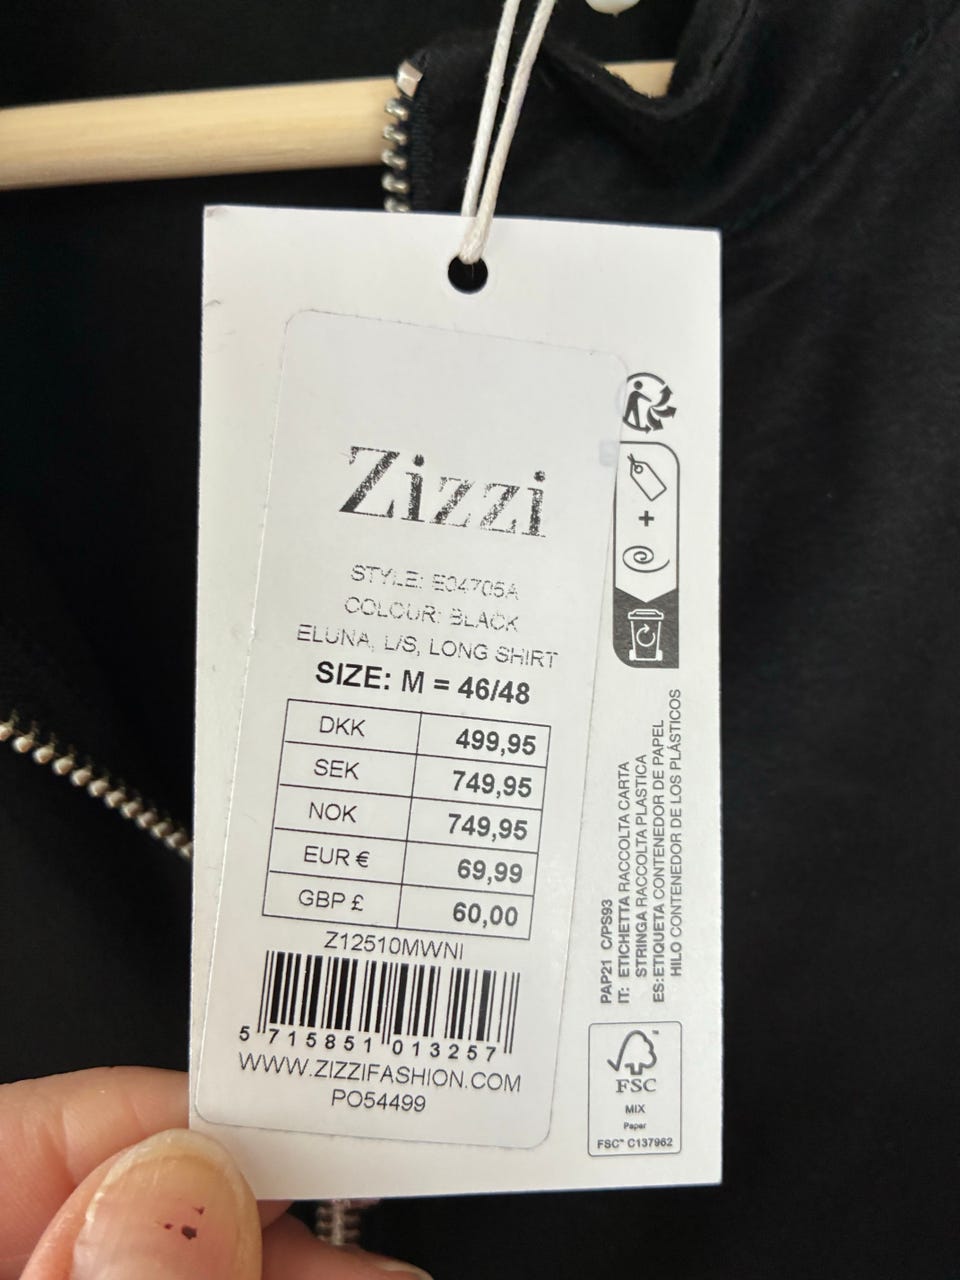 Zizzi
STYLE: E04705A
COLOUR: BLACK
ELUNA, L/S, LONG SHIRT
SIZE: M = 46/48
DKK 499,95
SEK 749,95
NOK 749,95
EUR € 69,99
GBP £ 60,00
Z12510MWNI
5 715851 013257
WWW.ZIZZIFASHION.COM
PO54499
+
PAP21 C/PS93
IT: ETICHETTA RACCOLTA CARTA
STRINGA RACCOLTA PLASTICA
ES:ETIQUETA CONTENEDOR DE PAPEL
HILO CONTENEDOR DE LOS PLÁSTICOS
FSC™
MIX
Paper
FSC™ C137962